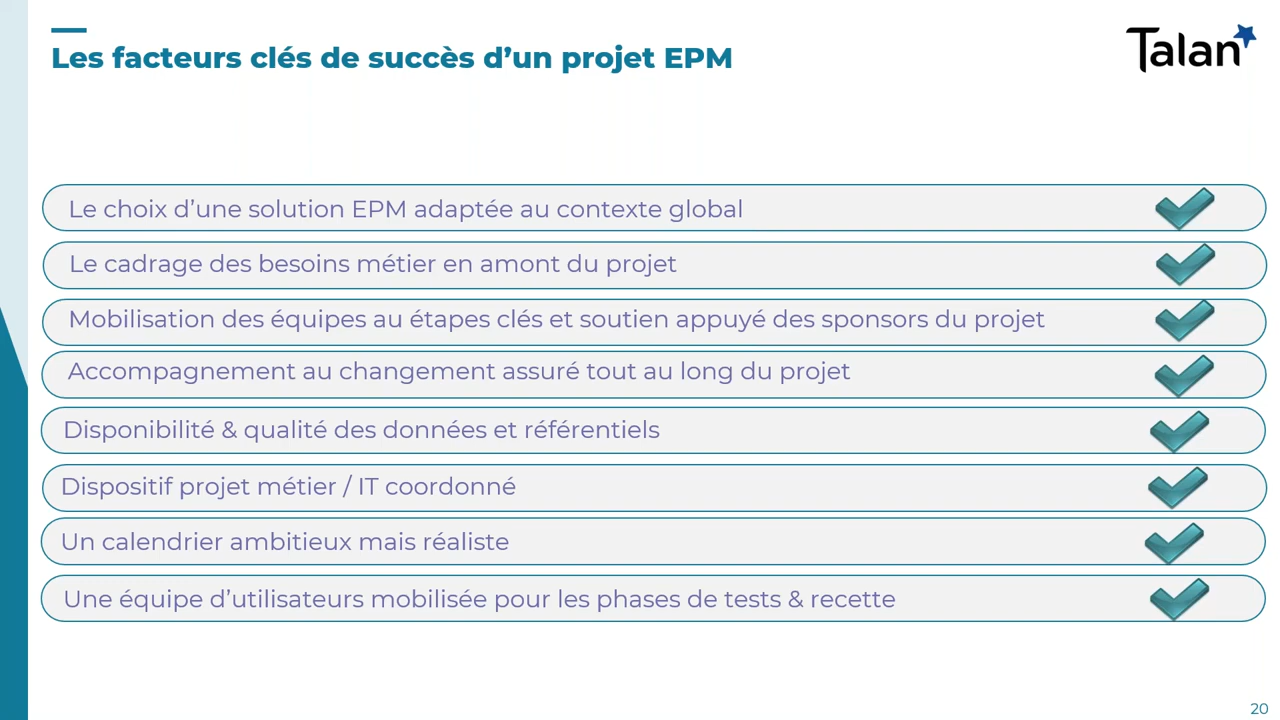 Les facteurs clés de succès d’un projet EPM
Talan
Le choix d’une solution EPM adaptée au contexte global
Le cadrage des besoins métier en amont du projet
Mobilisation des équipes au étapes clés et soutien appuyé des sponsors du projet
Accompagnement au changement assuré tout au long du projet
Disponibilité & qualité des données et référentiels
Dispositif projet métier / IT coordonné
Un calendrier ambitieux mais réaliste
Une équipe d’utilisateurs mobilisée pour les phases de tests & recette
20